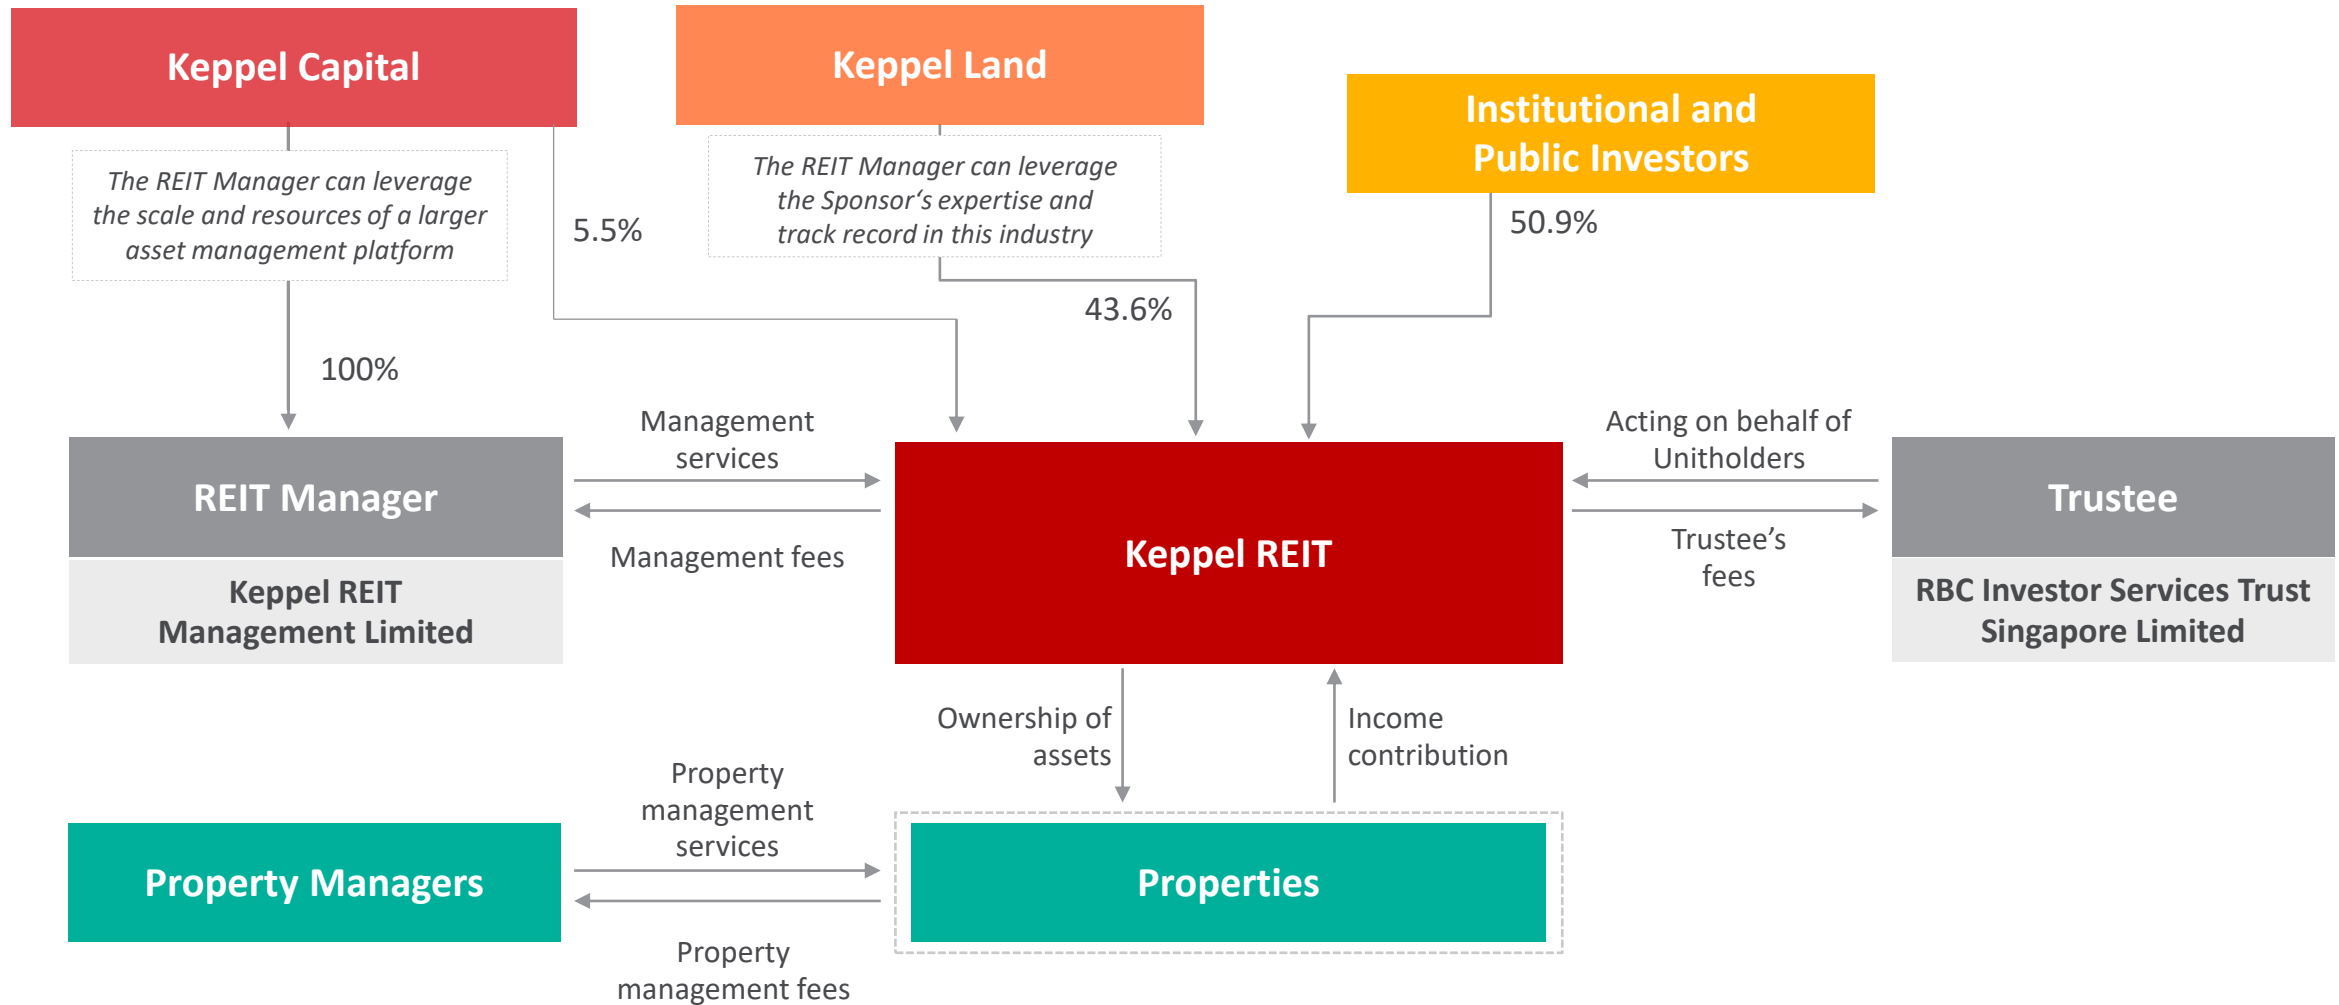 Keppel Capital
Keppel Land
Institutional and
Public Investors
The REIT Manager can leverage
the scale and resources of a larger
asset management platform
The REIT Manager can leverage
the Sponsor‘s expertise and
track record in this industry
5.5%
50.9%
43.6%
100%
Management
services
Acting on behalf of
Unitholders
REIT Manager
Keppel REIT
Management Limited
Management fees
Keppel REIT
Trustee’s
fees
Trustee
RBC Investor Services Trust
Singapore Limited
Ownership of
assets
Income
contribution
Property
management
services
Property Managers
Properties
Property
management fees